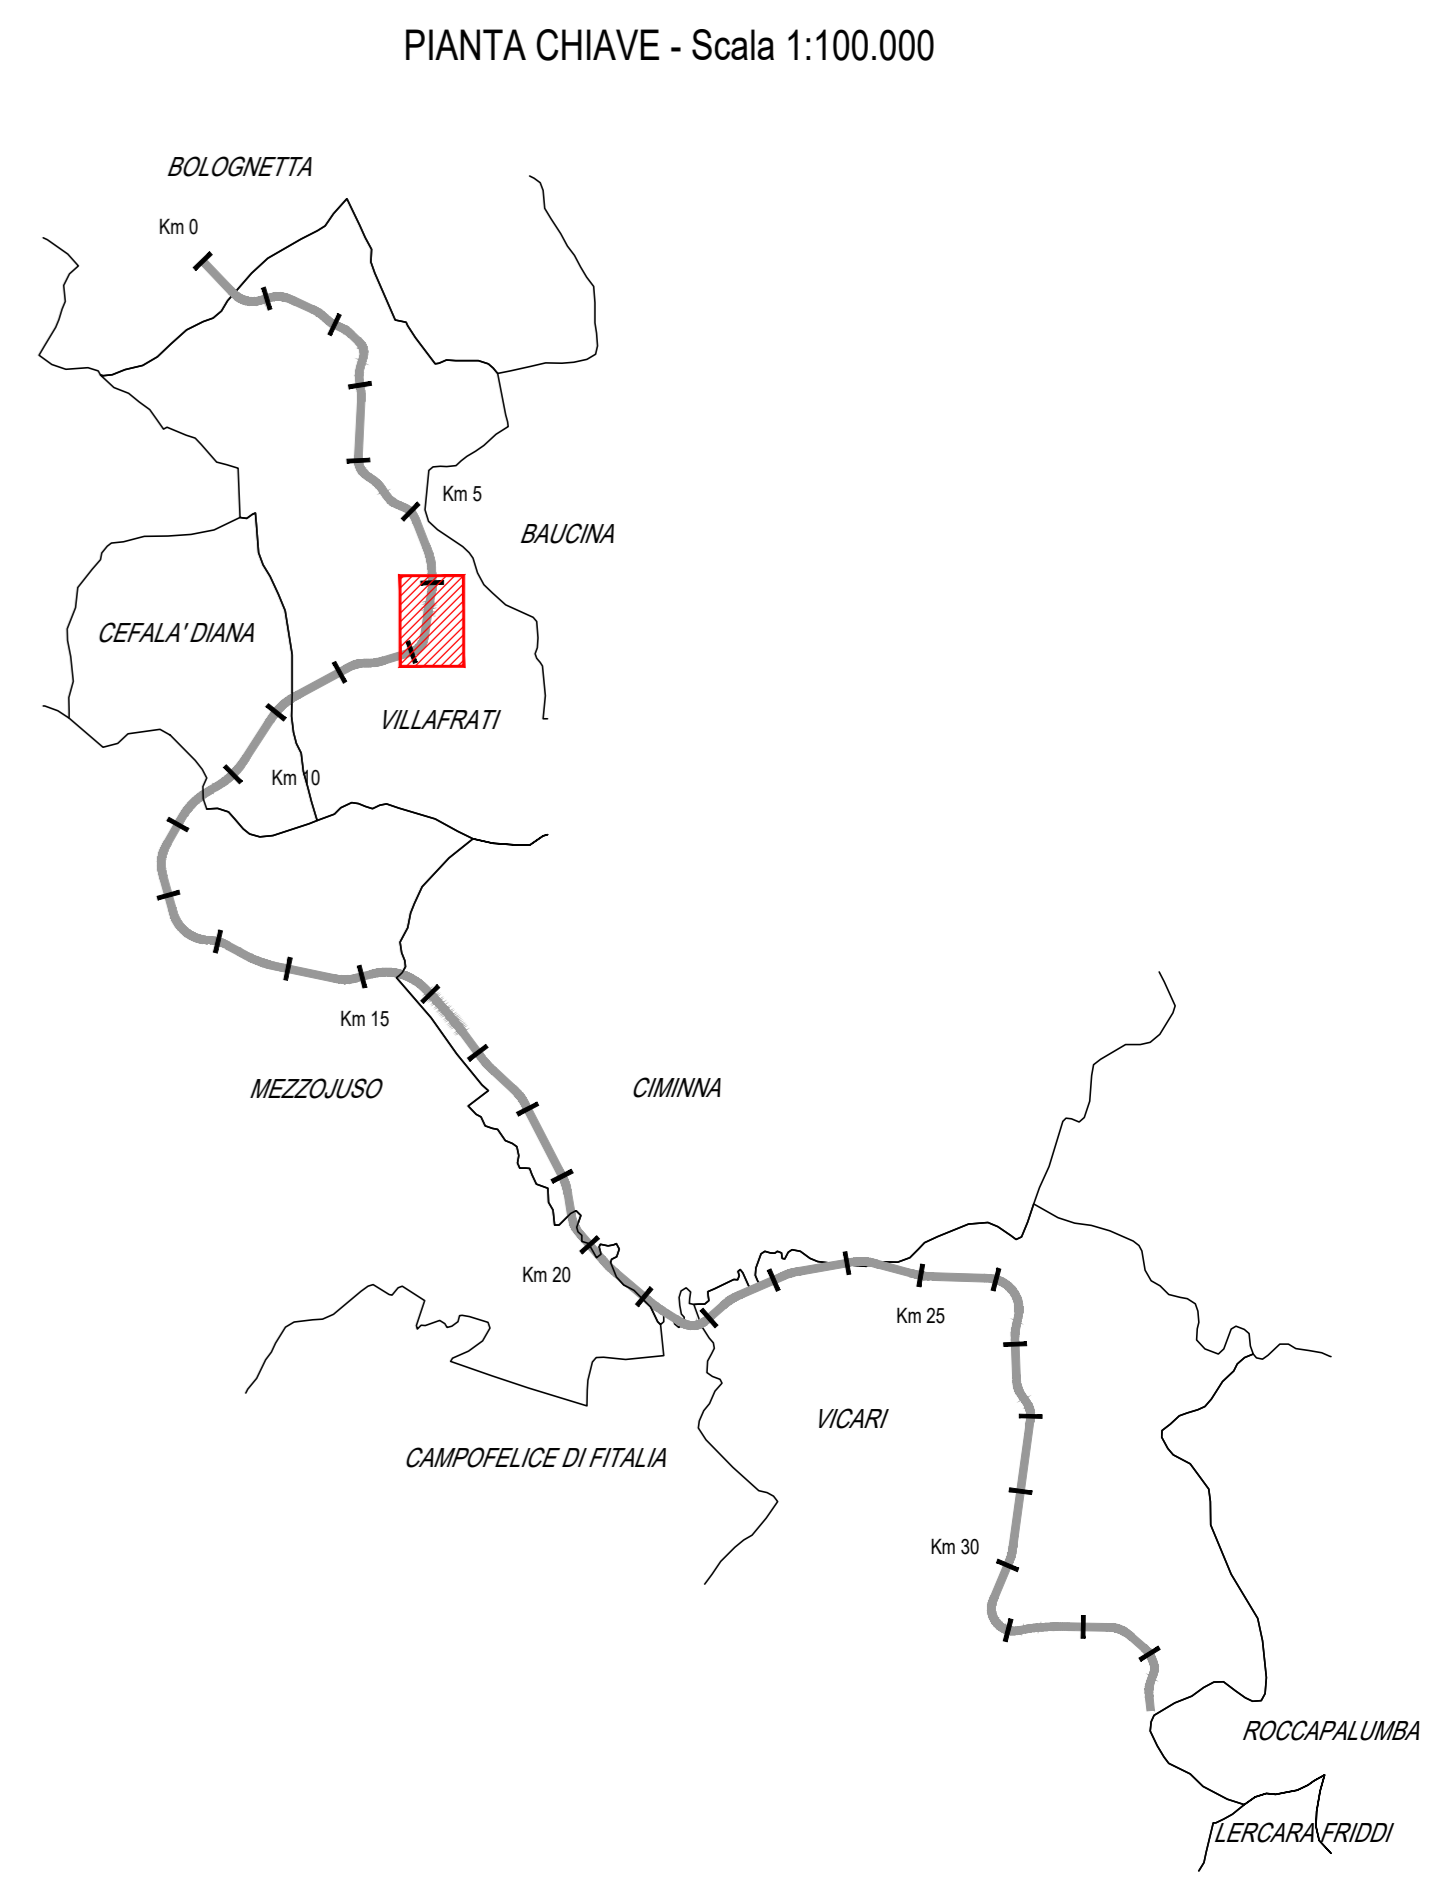 PIANTA CHIAVE - Scala 1:100.000
BOLOGNETTA
Km 0
Km 5
BAUCINA
CEFALA' DIANA
VILLAFRATI
Km 10
Km 15
MEZZOJUSO
CIMINNA
Km 20
Km 25
VICARI
CAMPOFELICE DI FITALIA
Km 30
ROCCAPALUMBA
LERCARA FRIDDI